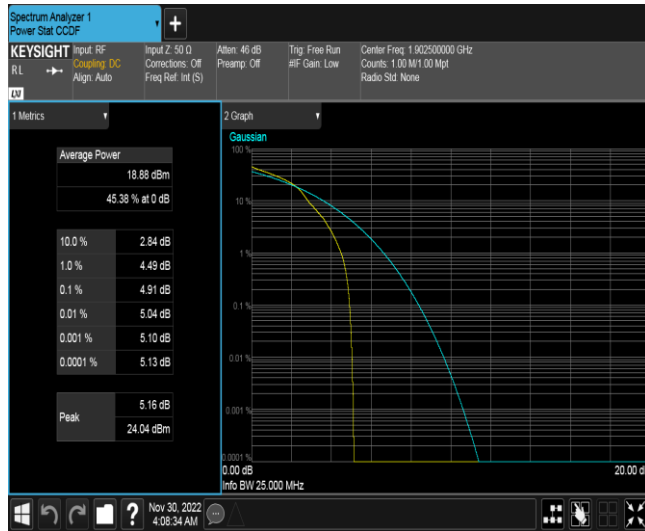 Spectrum Analyzer 1
Power Stat CCDF
+
KEYSIGHT
RL
LXI
Input: RF
Coupling: DC
Align: Auto
Input Z: 50 Ω
Corrections: Off
Freq Ref: Int (S)
Atten: 46 dB
Preamp: Off
Trig: Free Run
#IF Gain: Low
Center Freq: 1.902500000 GHz
Counts: 1.00 M/1.00 Mpt
Radio Std: None
1 Metrics
Average Power
18.88 dBm
45.38 % at 0 dB
10.0 % 2.84 dB
1.0 % 4.49 dB
0.1 % 4.91 dB
0.01 % 5.04 dB
0.001 % 5.10 dB
0.0001 % 5.13 dB
Peak
5.16 dB
24.04 dBm
2 Graph
Gaussian
100 %
10 %
1 %
0.1 %
0.01 %
0.001 %
0.0001 %
0.00 dB
20.00 d
Info BW 25.000 MHz
?
Nov 30, 2022
4:08:34 AM